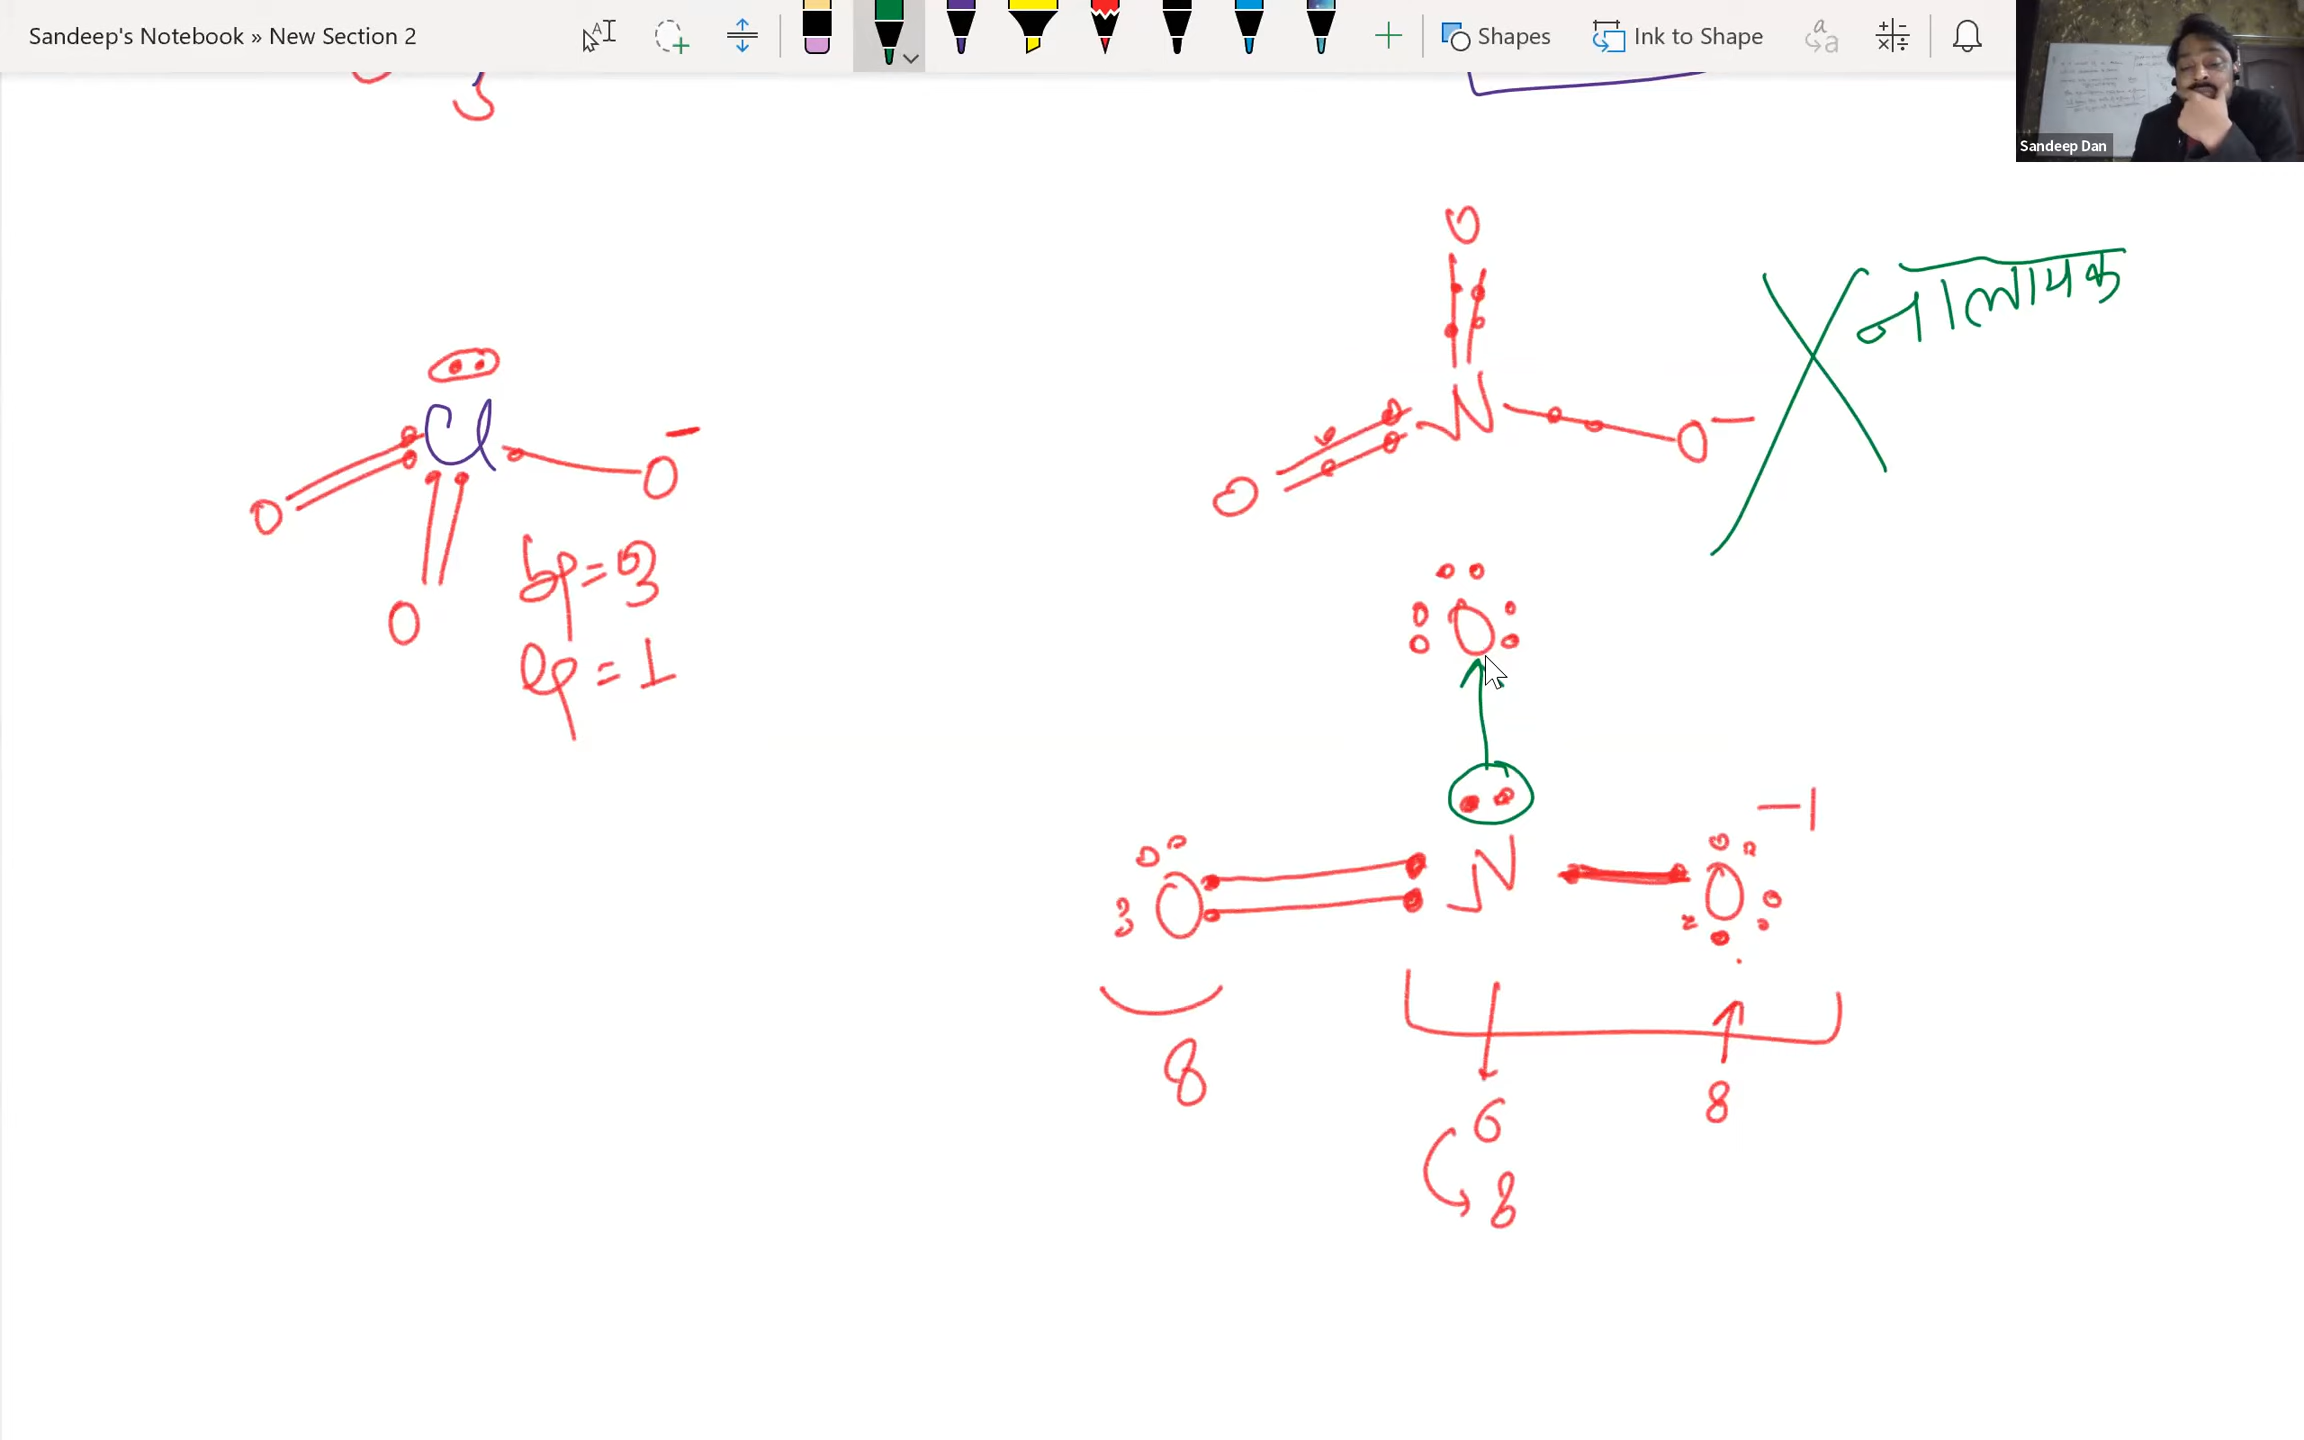 Sandeep's Notebook » New Section 2
Shapes
Ink to Shape
Sandeep Dan
Cl
O
O
O
−
bp = 3
lp = 1
O
N
O
O −
नालायक
O
N
O
O
−1
8
6
8
8